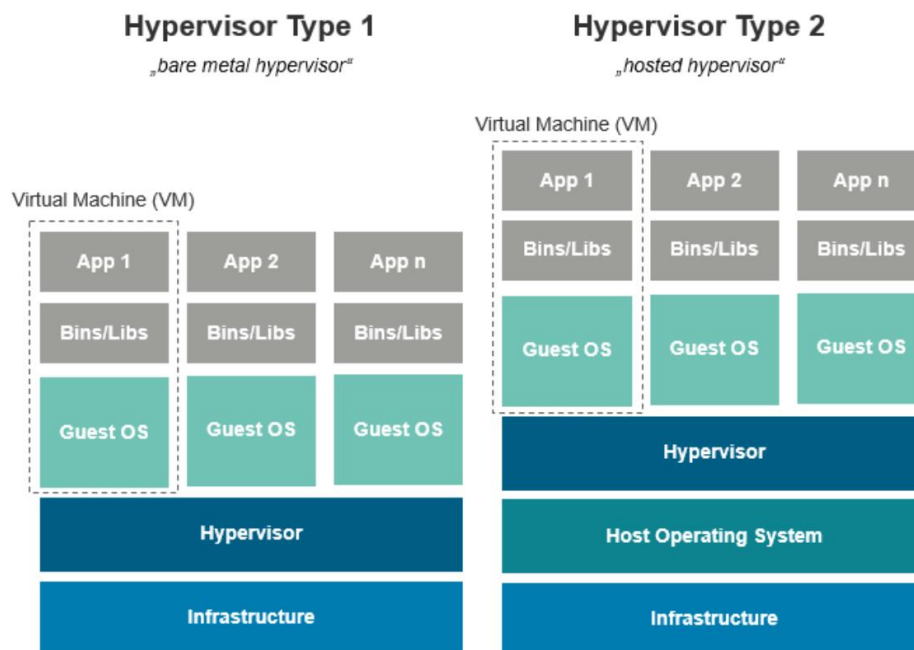 Hypervisor Type 1
„bare metal hypervisor“
Virtual Machine (VM)
App 1
App 2
App n
Bins/Libs
Bins/Libs
Bins/Libs
Guest OS
Guest OS
Guest OS
Hypervisor
Infrastructure
Hypervisor Type 2
„hosted hypervisor“
Virtual Machine (VM)
App 1
App 2
App n
Bins/Libs
Bins/Libs
Bins/Libs
Guest OS
Guest OS
Guest OS
Hypervisor
Host Operating System
Infrastructure